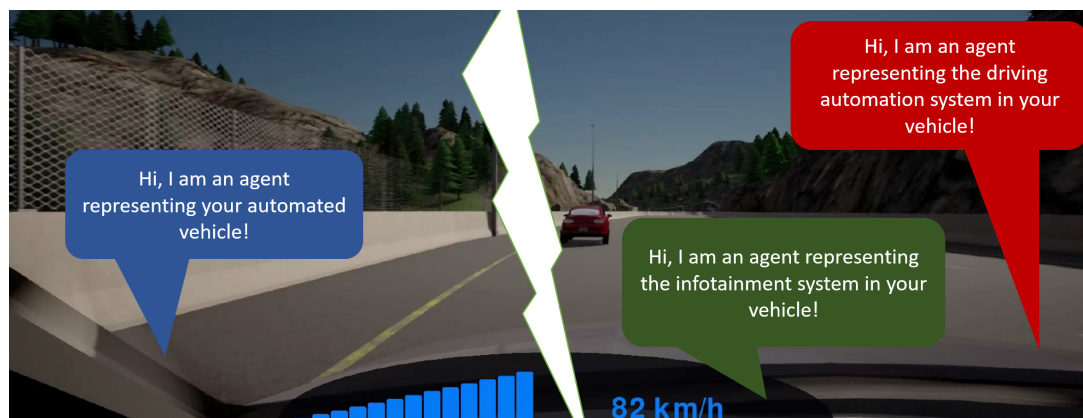 Hi, I am an agent
representing your automated
vehicle!
Hi, I am an agent
representing the driving
automation system in your
vehicle!
Hi, I am an agent representing
the infotainment system in your
vehicle!
82 km/h